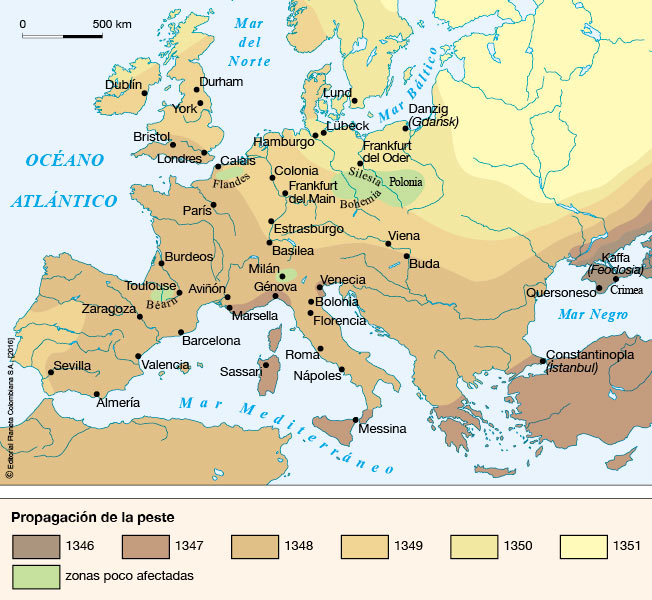 0 500 km
Mar
del
Norte
Dublín
Durham
York
Lund
Mar Báltico
Danzig
(Gdańsk)
Bristol
Londres
Hamburgo
Lübeck
Frankfurt
del Oder
Calais
Flandes
Colonia
Frankfurt
del Main
Silesia
Polonia
Bohemia
OCÉANO
ATLÁNTICO
París
Estrasburgo
Basilea
Viena
Buda
Kaffa
(Feodosia)
Quersoneso
Crimea
Mar Negro
Burdeos
Milán
Toulouse
Aviñón
Génova
Venecia
Béarn
Bolonia
Zaragoza
Marsella
Florencia
Barcelona
Roma
Constantinopla
(İstanbul)
Sevilla
Valencia
Sassari
Nápoles
Almería
Mar Mediterráneo
Messina
© Editorial Planeta Colombiana S.A., (2016)
Propagación de la peste
1346 1347 1348 1349 1350 1351
zonas poco afectadas